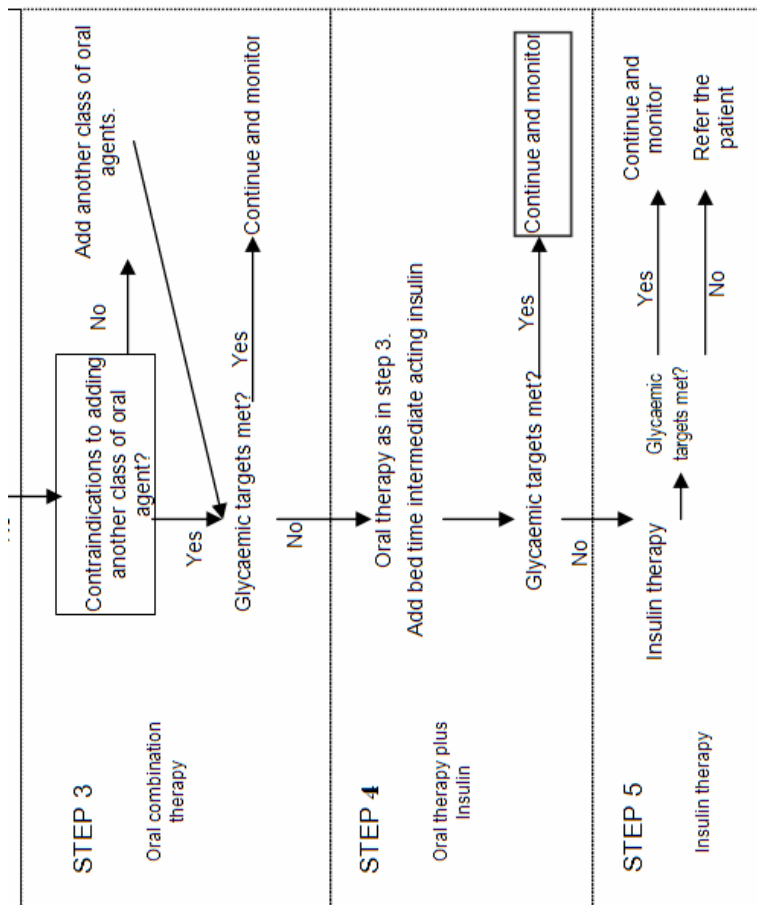 STEP 3
Oral combination
therapy
Contraindications to adding
another class of oral
agent?
No
Add another class of oral
agents.
Yes
Glycaemic targets met?
Yes
Continue and monitor
No
STEP 4
Oral therapy plus
Insulin
Oral therapy as in step 3.
Add bed time intermediate acting insulin
Glycaemic targets met?
Yes
Continue and monitor
No
STEP 5
Insulin therapy
Insulin therapy
Glycaemic
targets met?
Yes
Continue and
monitor
No
Refer the
patient